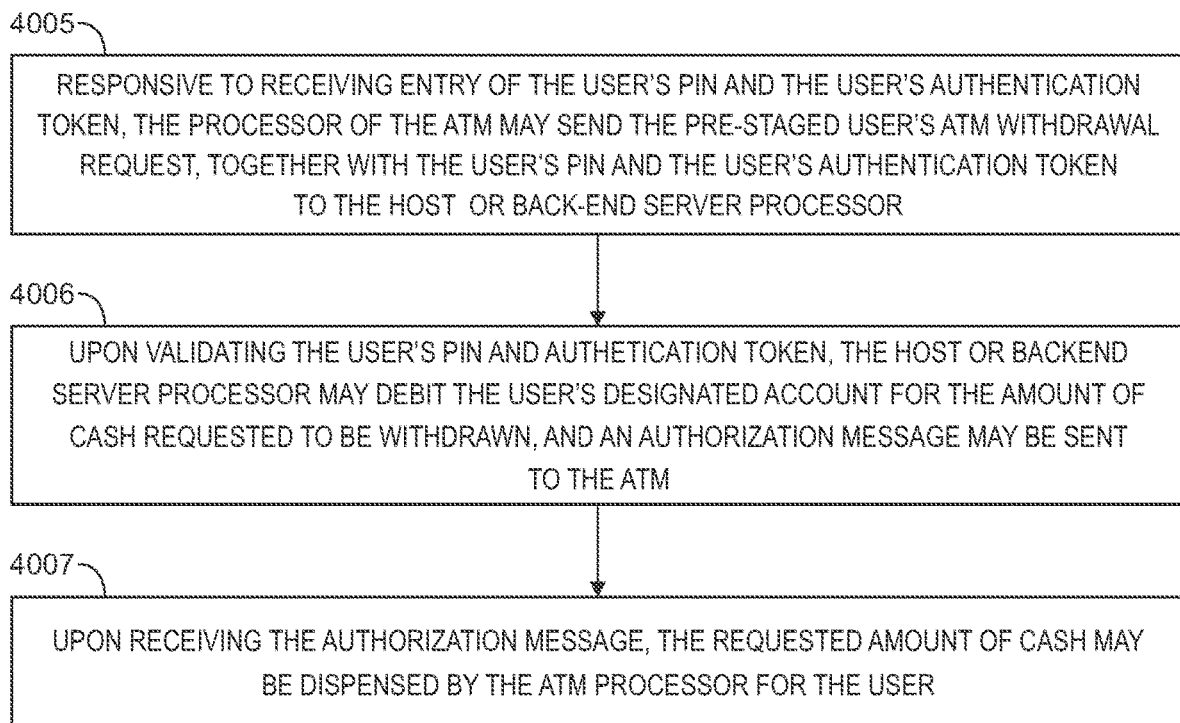 4005
RESPONSIVE TO RECEIVING ENTRY OF THE USER'S PIN AND THE USER'S AUTHENTICATION
TOKEN, THE PROCESSOR OF THE ATM MAY SEND THE PRE-STAGED USER'S ATM WITHDRAWAL
REQUEST, TOGETHER WITH THE USER'S PIN AND THE USER'S AUTHENTICATION TOKEN
TO THE HOST OR BACK-END SERVER PROCESSOR
4006
UPON VALIDATING THE USER'S PIN AND AUTHETICATION TOKEN, THE HOST OR BACKEND
SERVER PROCESSOR MAY DEBIT THE USER'S DESIGNATED ACCOUNT FOR THE AMOUNT OF
CASH REQUESTED TO BE WITHDRAWN, AND AN AUTHORIZATION MESSAGE MAY BE SENT
TO THE ATM
4007
UPON RECEIVING THE AUTHORIZATION MESSAGE, THE REQUESTED AMOUNT OF CASH MAY
BE DISPENSED BY THE ATM PROCESSOR FOR THE USER